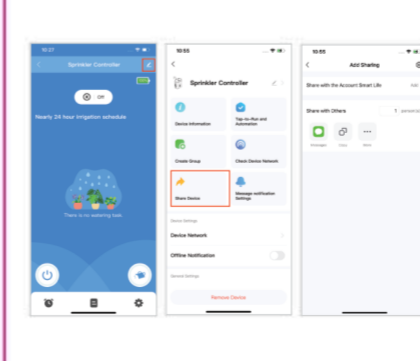 10:27
Sprinkler Controller
Off
Nearly 24 hour irrigation schedule
There is no watering task
10:55
Sprinkler Controller
Device Information
Tap-to-Run and
Automation
Create Group
Check Device Network
Share Device
Message notification
Settings
Device Settings
Device Network
Offline Notification
General Settings
Remove Device
10:55
Add Sharing
Share with the Account Smart Life
Add
Share with Others
1
Messages
Copy
More